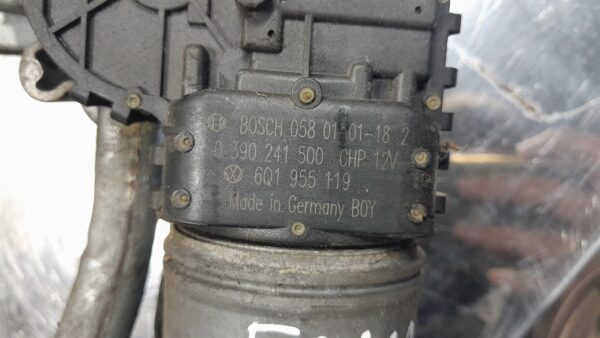 BOSCH 058 01-01-18 2
0 390 241 500 CHP 12V
6Q1 955 119
Made in Germany BOY